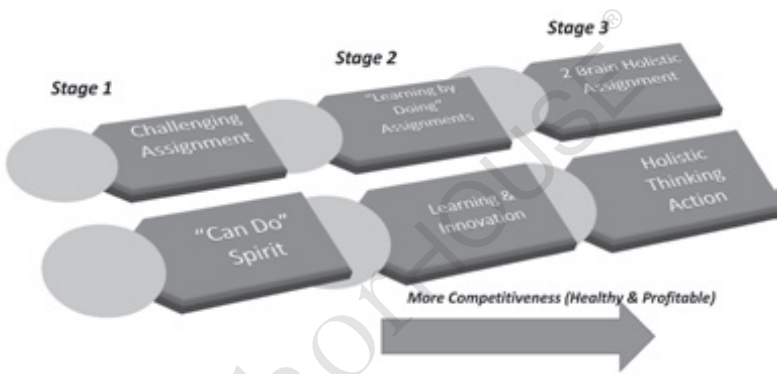 Stage 1
Stage 2
Stage 3
Challenging
Assignment
"Learning by
Doing"
Assignments
2 Brain Holistic
Assignment
"Can Do"
Spirit
Learning &
Innovation
Holistic
Thinking
Action
More Competitiveness (Healthy & Profitable)
horHOUSE®